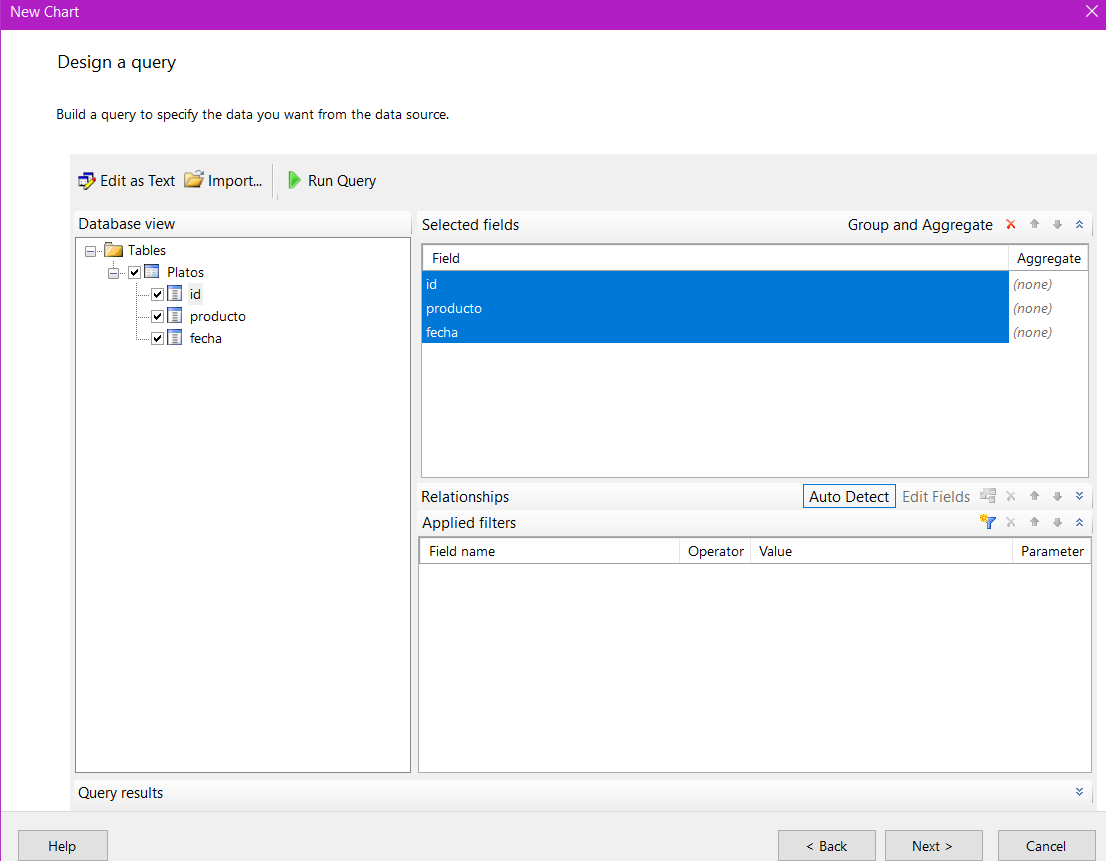 New Chart
Design a query
Build a query to specify the data you want from the data source.
Edit as Text Import... Run Query
Database view
Tables
Platos
id
producto
fecha
Selected fields Group and Aggregate
Field Aggregate
id (none)
producto (none)
fecha (none)
Relationships Auto Detect Edit Fields
Applied filters
Field name Operator Value Parameter
Query results
Help < Back Next > Cancel